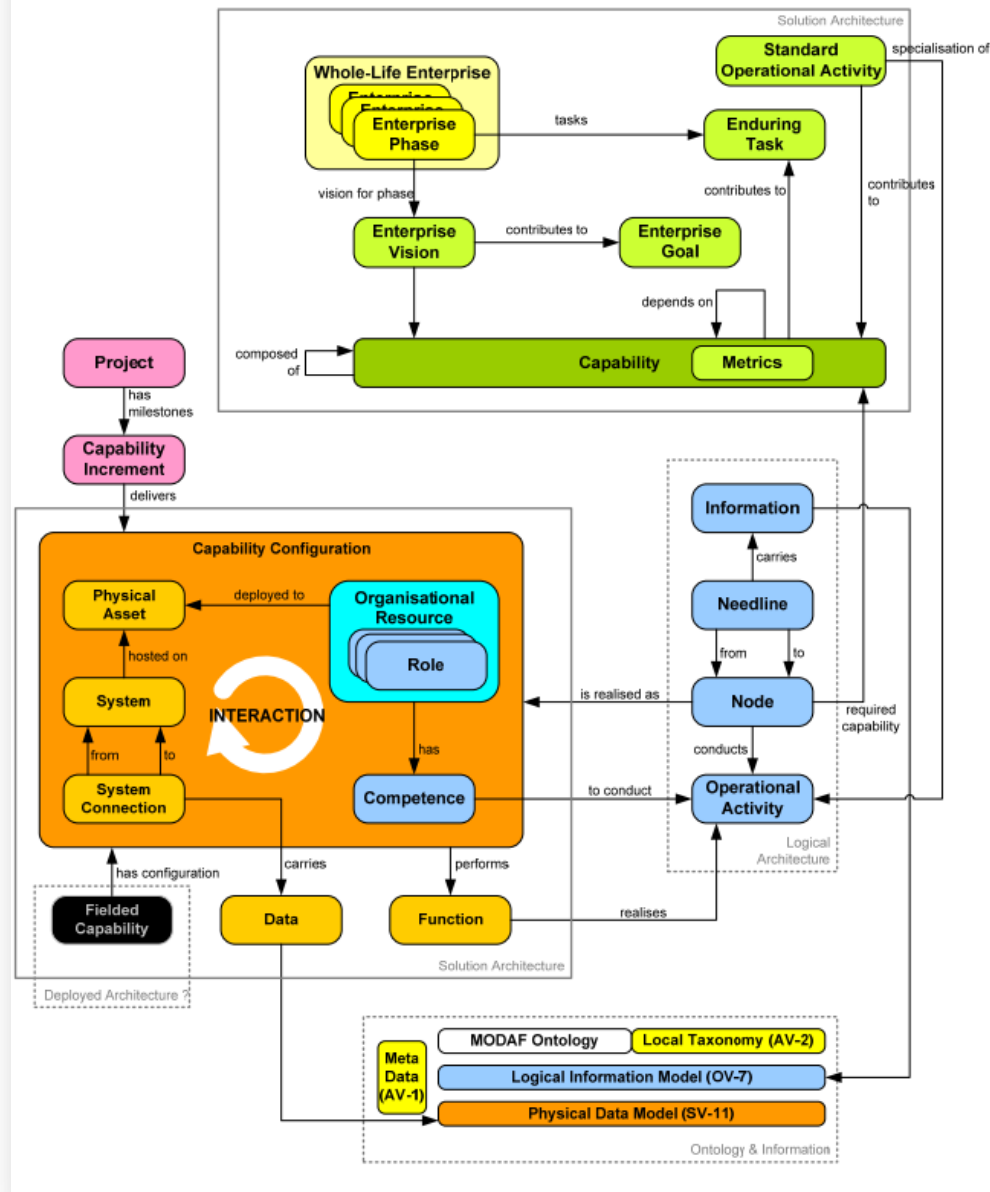 Solution Architecture
Whole-Life Enterprise
Enterprise
Enterprise
Enterprise
Phase
tasks
Standard
Operational Activity
specialisation of
Enduring
Task
vision for phase
contributes to
contributes
to
Enterprise
Vision
contributes to
Enterprise
Goal
depends on
composed
of
Capability
Metrics
Project
has
milestones
Capability
Increment
delivers
Capability Configuration
Physical
Asset
deployed to
Organisational
Resource
Role
hosted on
System
INTERACTION
from
to
has
System
Connection
Competence
to conduct
is realised as
Information
carries
Needline
from
to
Node
required
capability
conducts
Operational
Activity
Logical
Architecture
has configuration
carries
performs
Fielded
Capability
Data
Function
realises
Solution Architecture
Deployed Architecture ?
MODAF Ontology
Local Taxonomy (AV-2)
Meta
Data
(AV-1)
Logical Information Model (OV-7)
Physical Data Model (SV-11)
Ontology & Information